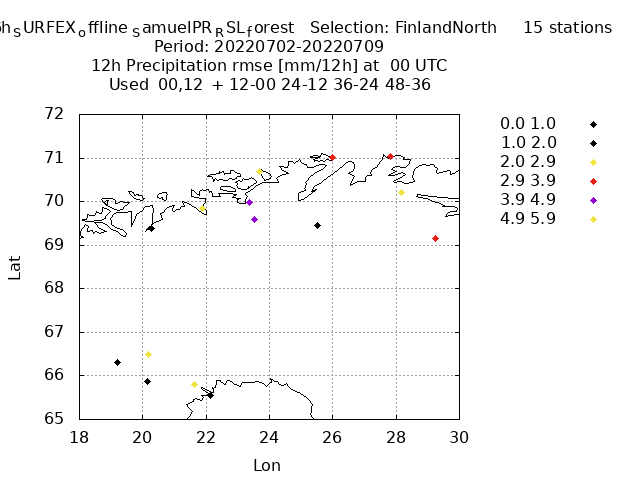 6h SURFEXoffline SamuelPRRSLforest Selection: FinlandNorth 15 stations
Period: 20220702-20220709
12h Precipitation rmse [mm/12h] at 00 UTC
Used 00,12 + 12-00 24-12 36-24 48-36
72
71
70
69
68
67
66
65
Lat
18 20 22 24 26 28 30
Lon
0.0 1.0
1.0 2.0
2.0 2.9
2.9 3.9
3.9 4.9
4.9 5.9